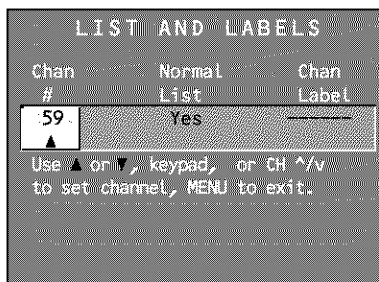 LIST AND LABELS
Chan Normal Chan
# List Label
59 Yes ————
▲
Use ▲ or ▼, keypad, or CH ^/v
to set channel, MENU to exit.